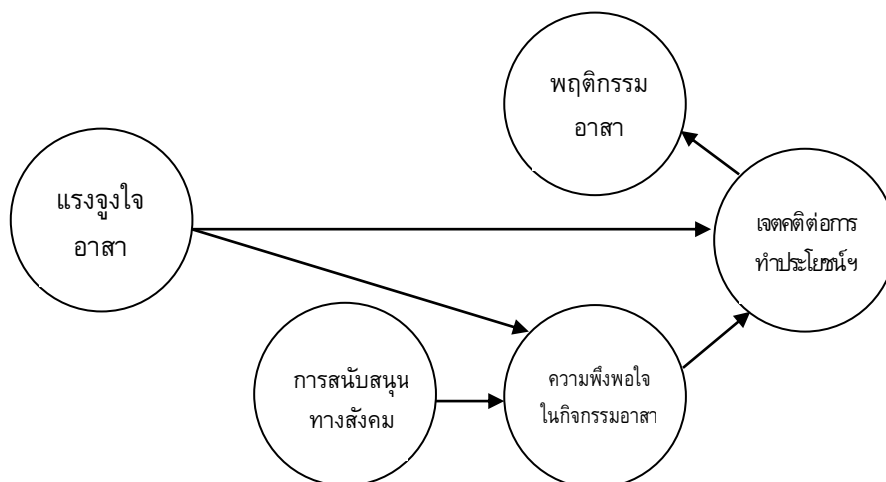 พฤติกรรม
อาสา
แรงจูงใจ
อาสา
เจตคติต่อการ
ทำประโยชน์ฯ
การสนับสนุน
ทางสังคม
ความพึงพอใจ
ในกิจกรรมอาสา